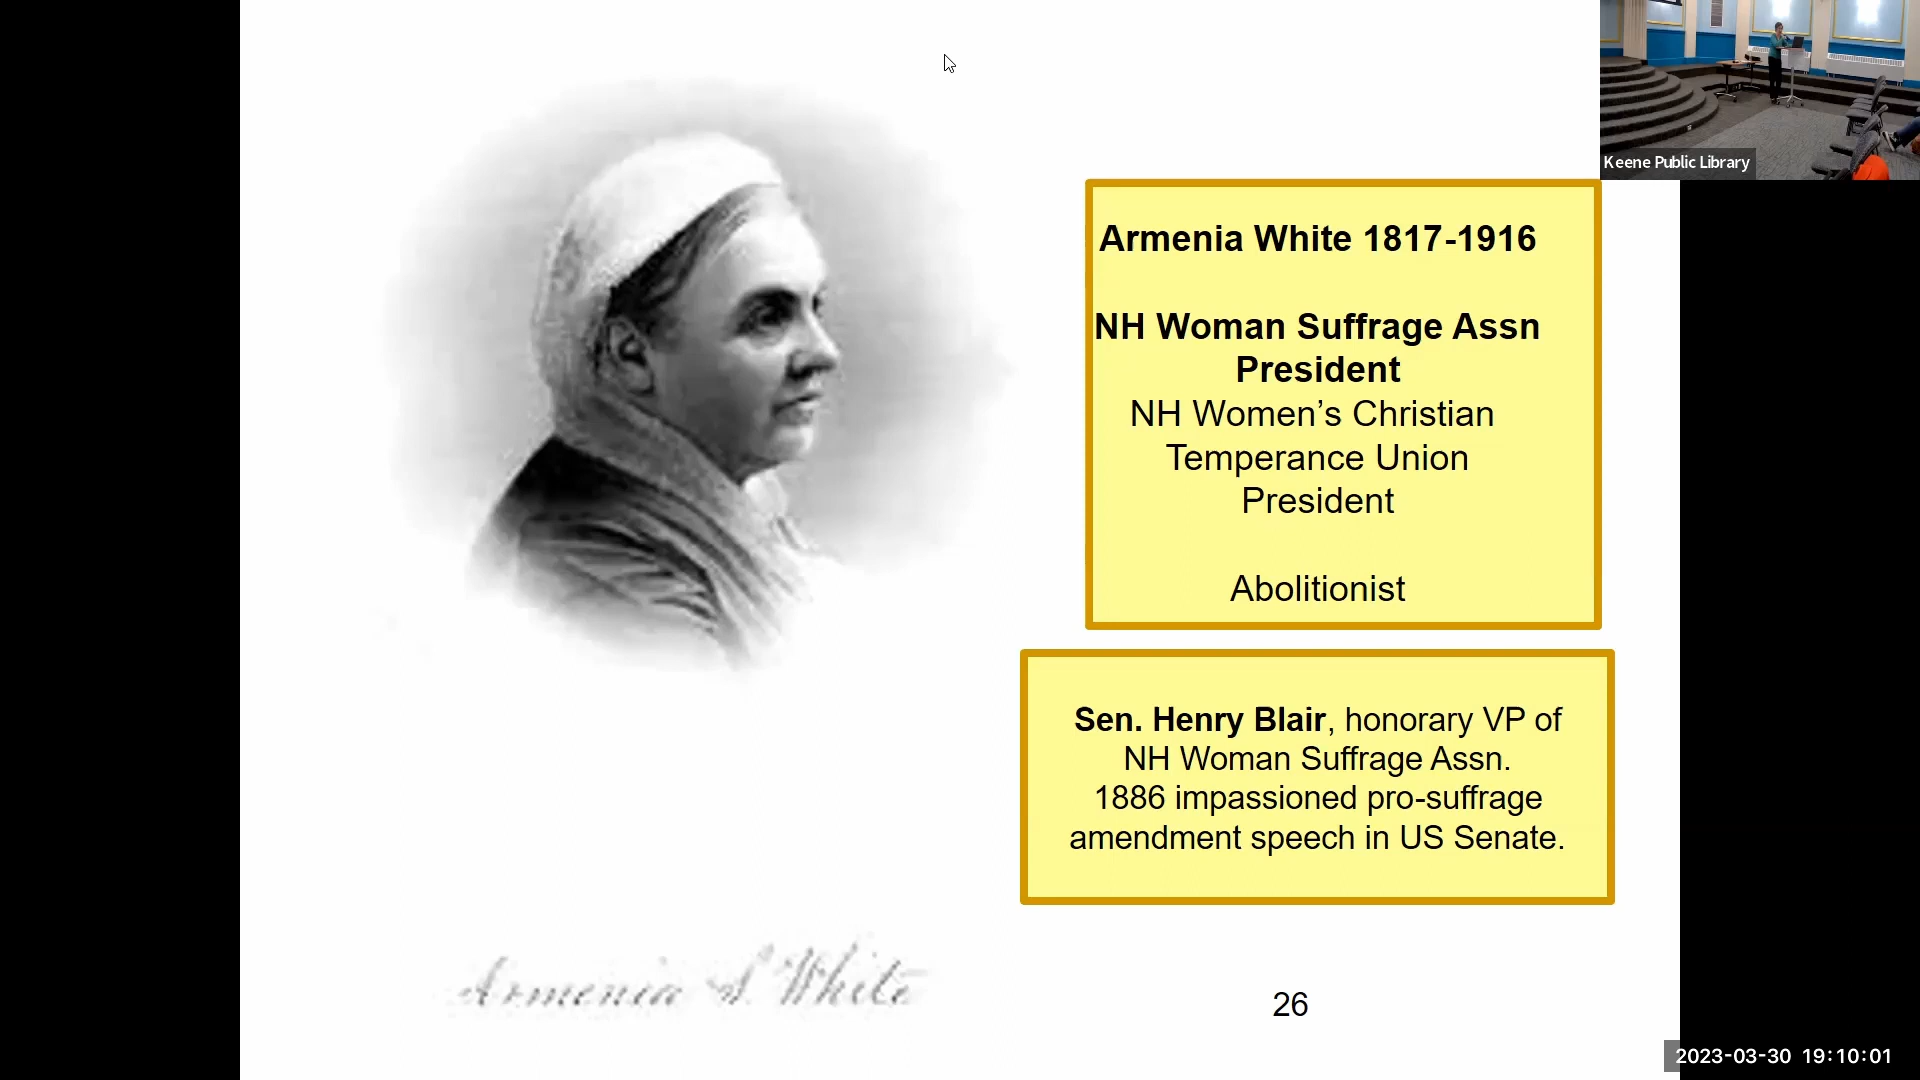 Keene Public Library
Armenia White 1817-1916
NH Woman Suffrage Assn
President
NH Women’s Christian
Temperance Union
President
Abolitionist
Sen. Henry Blair, honorary VP of
NH Woman Suffrage Assn.
1886 impassioned pro-suffrage
amendment speech in US Senate.
Armenia S. White
26
2023-03-30 19:10:01